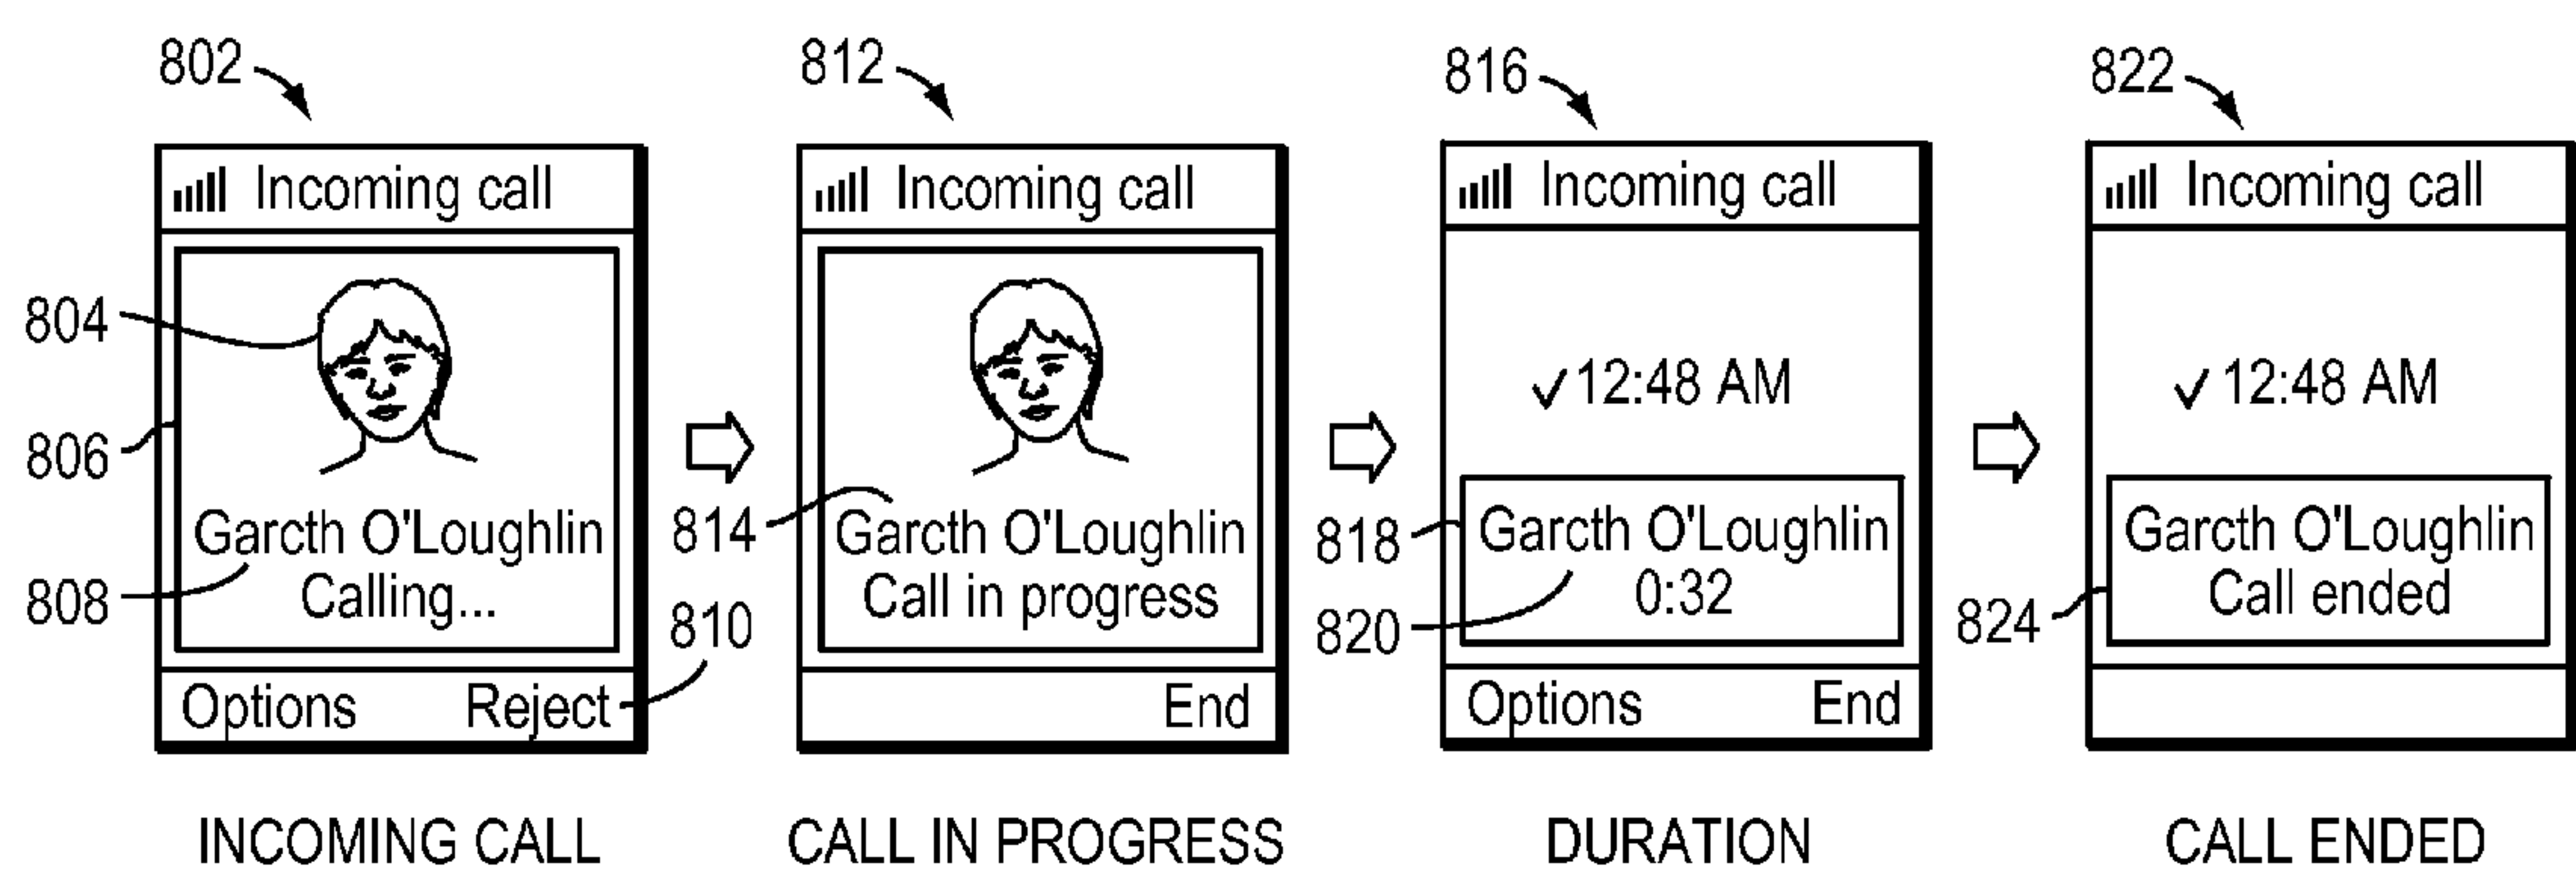 802
812
816
822
Incoming call
Incoming call
Incoming call
Incoming call
804
806
12:48 AM
12:48 AM
Garcth O'Loughlin
Calling...
808
810
814
Garcth O'Loughlin
Call in progress
818
820
Garcth O'Loughlin
0:32
824
Garcth O'Loughlin
Call ended
Options Reject
End
Options End
INCOMING CALL
CALL IN PROGRESS
DURATION
CALL ENDED